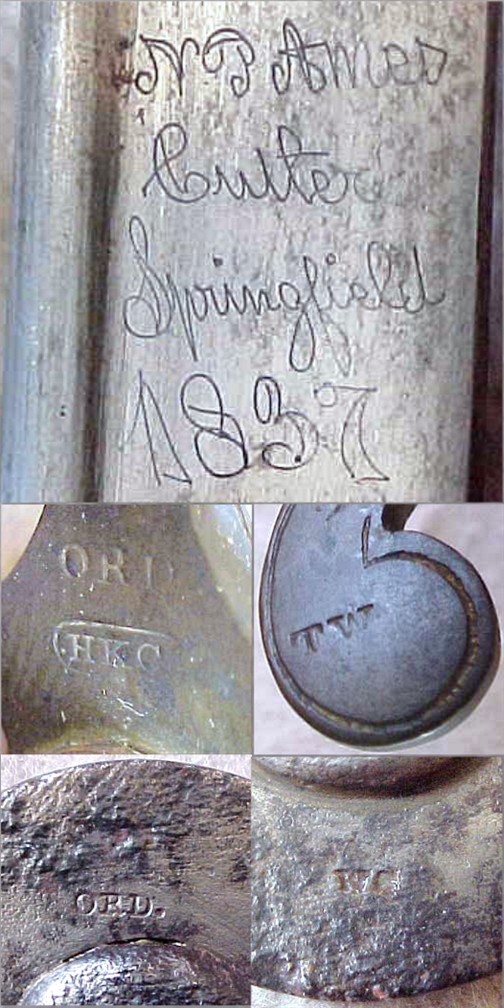 N P Ames
Cutler
Springfield
1837
ORD
HKC
TW
ORD.